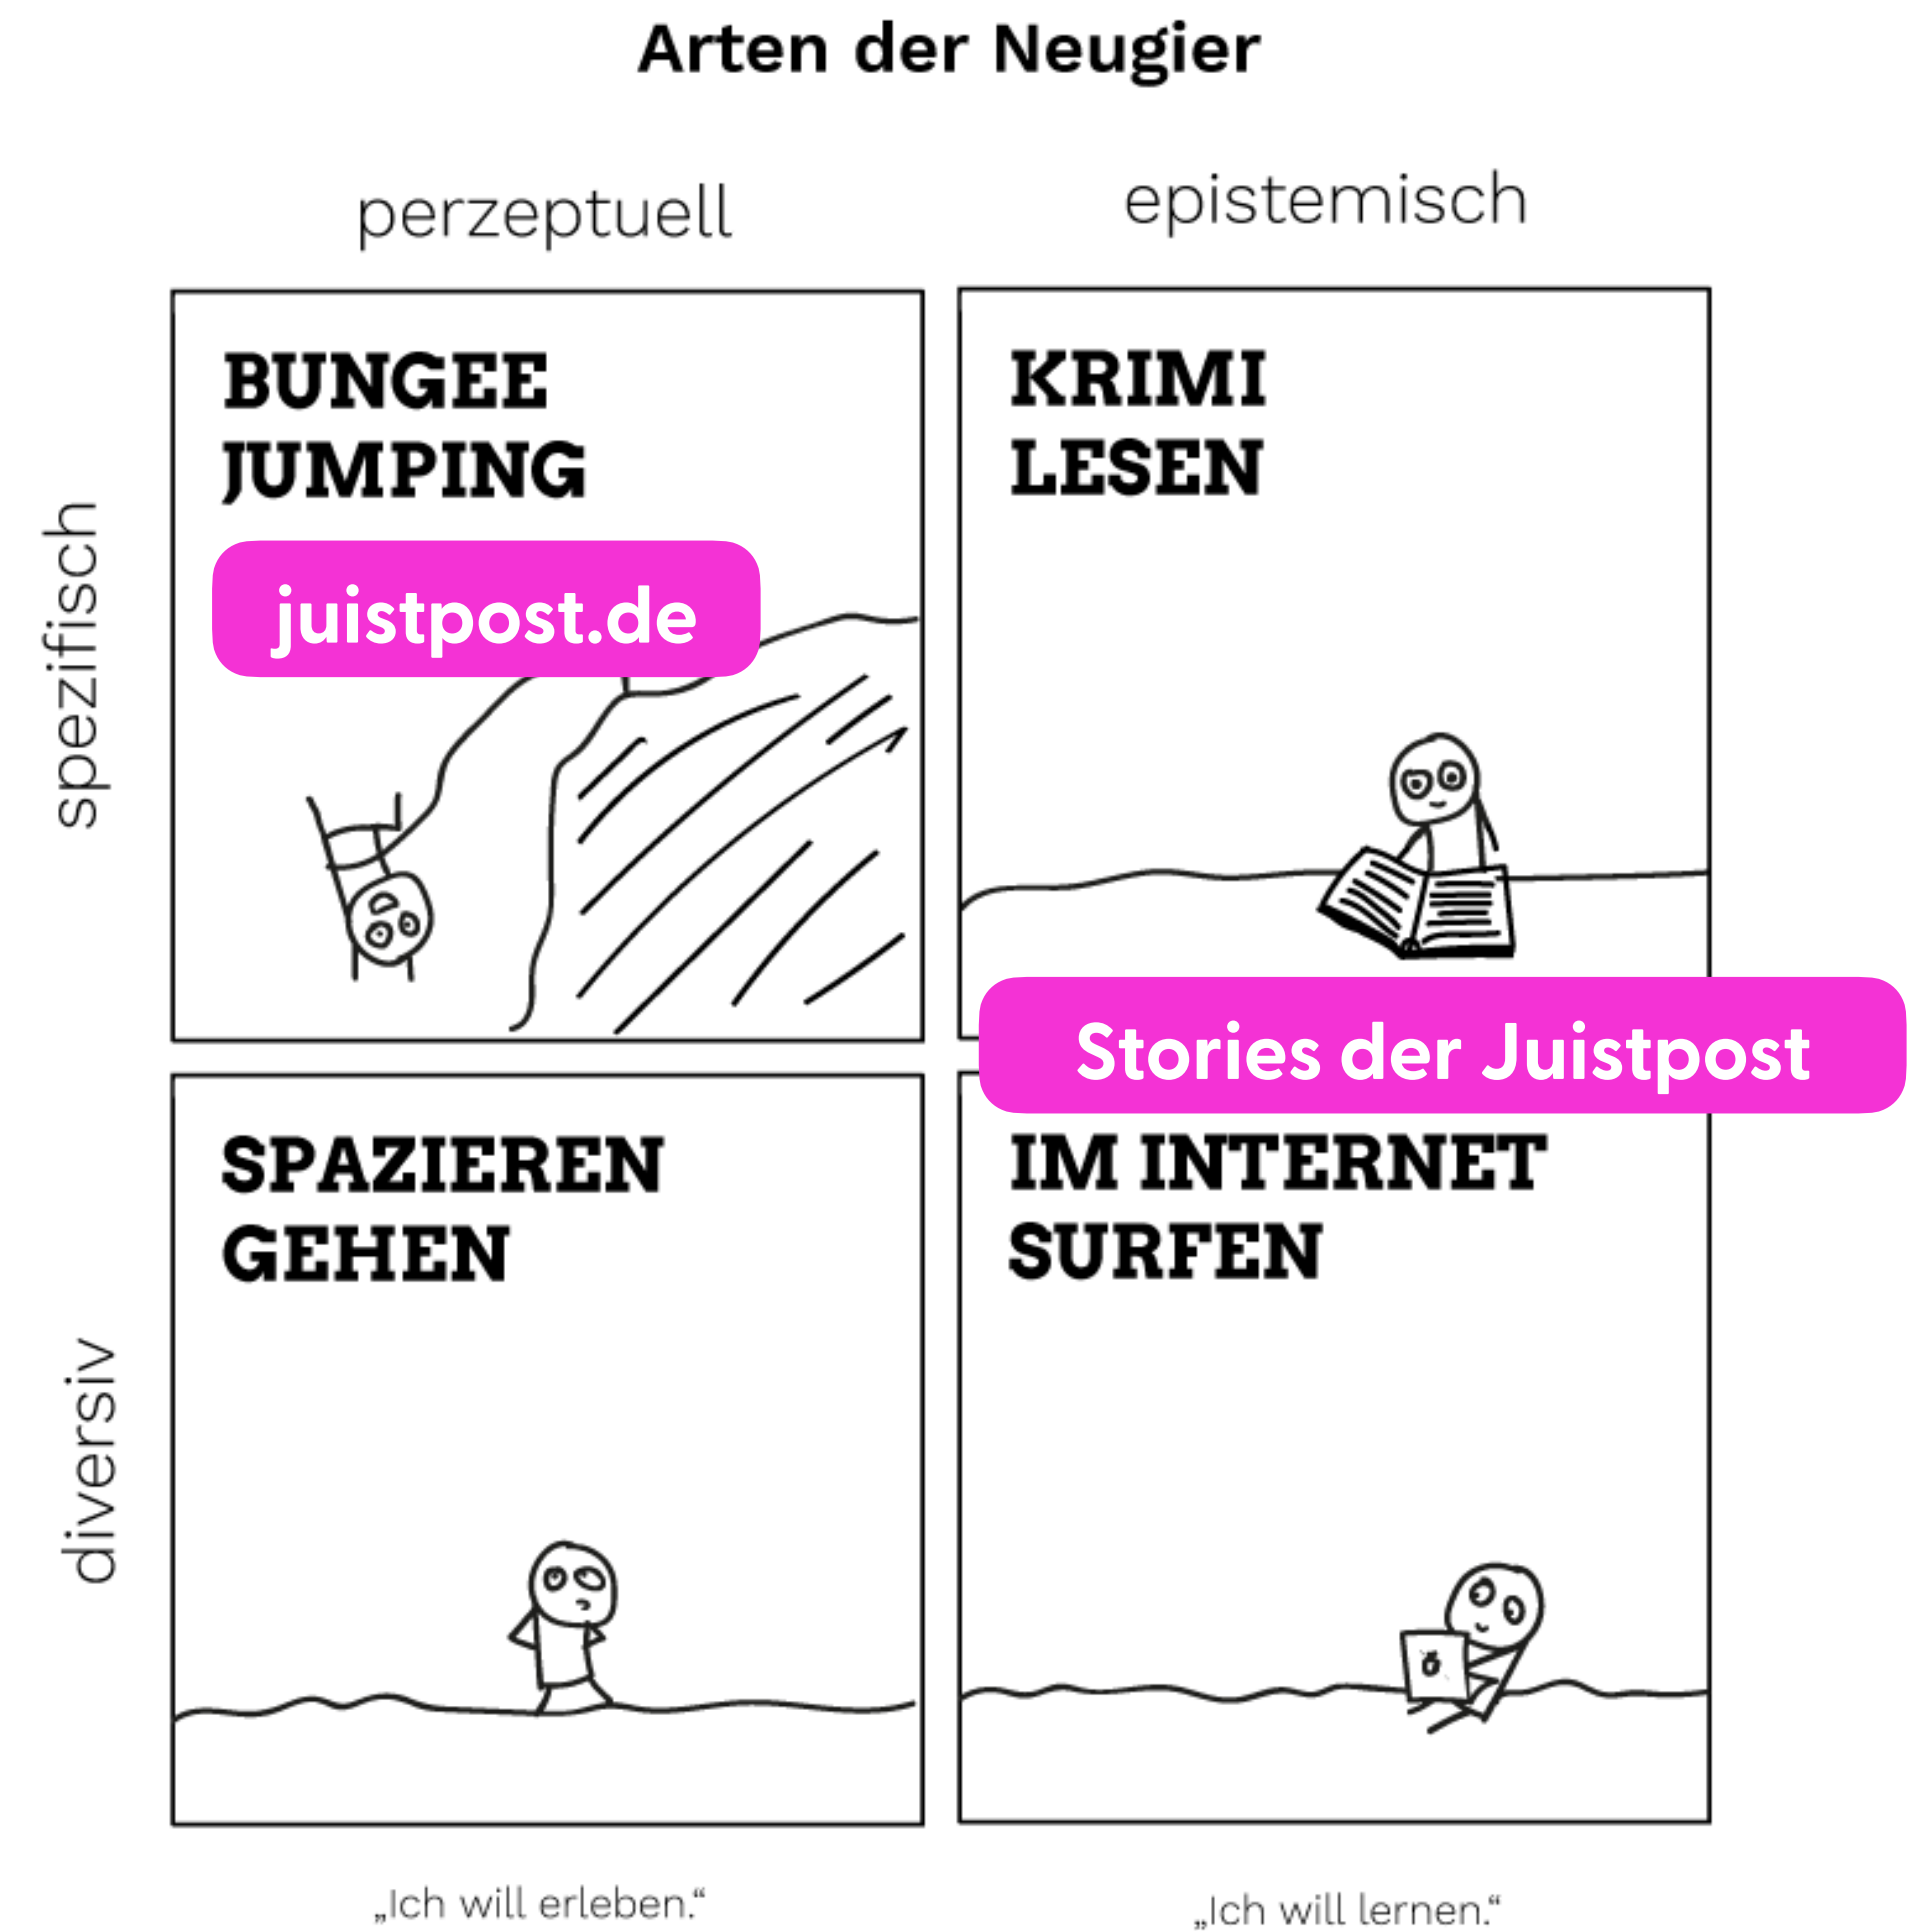 Arten der Neugier
perzeptuell
epistemisch
spezifisch
BUNGEE
JUMPING
juistpost.de
KRIMI
LESEN
Stories der Juistpost
diversiv
SPAZIEREN
GEHEN
IM INTERNET
SURFEN
„Ich will erleben.“
„Ich will lernen.“